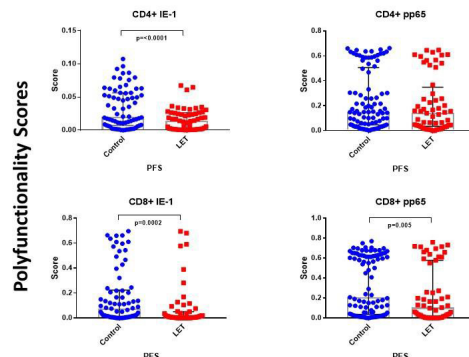 Polyfunctionality Scores
CD4+ IE-1
p=<0.0001
Score
0.15
0.10
0.05
0.00
Control
LET
PFS
CD4+ pp65
Score
0.8
0.6
0.4
0.2
0.0
Control
LET
PFS
CD8+ IE-1
p=0.0002
Score
0.8
0.6
0.4
0.2
0.0
Control
LET
PFS
CD8+ pp65
p=0.005
Score
1.0
0.8
0.6
0.4
0.2
0.0
Control
LET
PFS